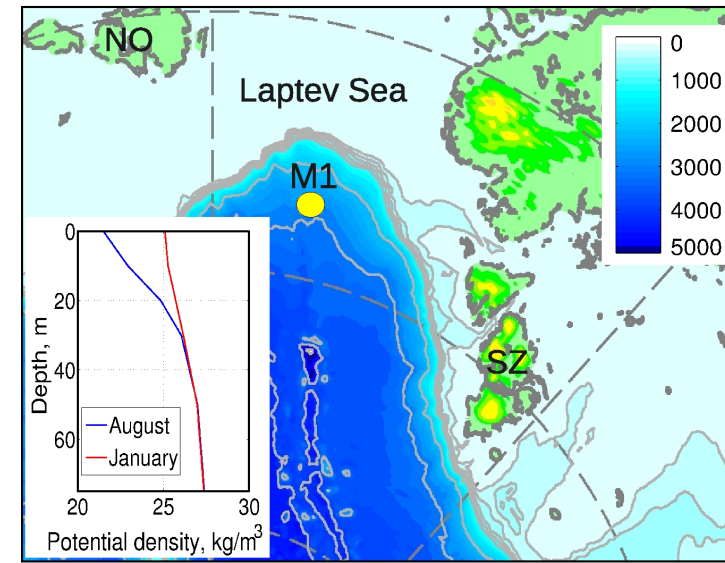 NO
Laptev Sea
M1
SZ
0
1000
2000
3000
4000
5000
0
20
40
60
Depth, m
August
January
20 25 30
Potential density, kg/m³